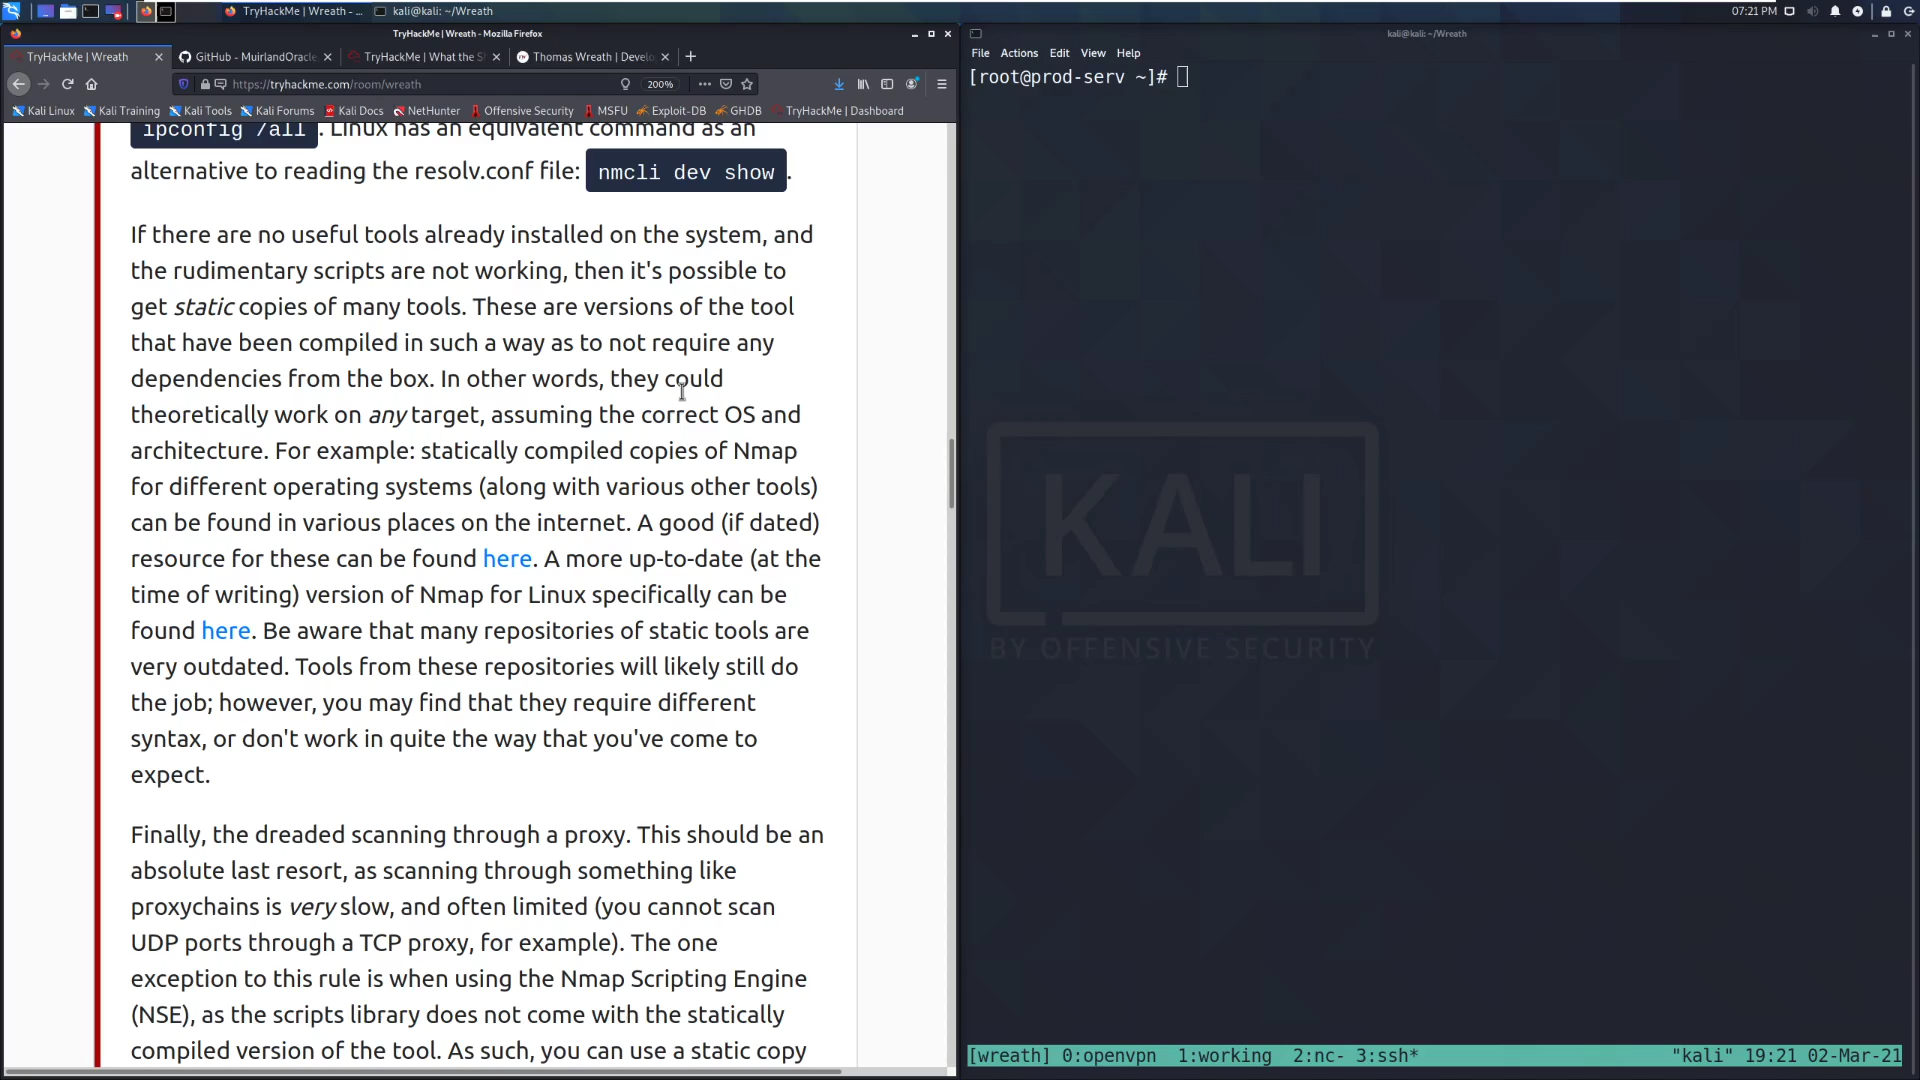 TryHackMe | Wreath - ...
kali@kali: ~/Wreath
07:21 PM
TryHackMe | Wreath - Mozilla Firefox
kali@kali: ~/Wreath
TryHackMe | Wreath
GitHub - MuirlandOracle
TryHackMe | What the S
Thomas Wreath | Develo
File Actions Edit View Help
https://tryhackme.com/room/wreath
200%
Kali Linux Kali Training Kali Tools Kali Forums Kali Docs NetHunter Offensive Security MSFU Exploit-DB GHDB TryHackMe | Dashboard
[root@prod-serv ~]#
ipconfig /all . Linux has an equivalent command as an
alternative to reading the resolv.conf file: nmcli dev show .
If there are no useful tools already installed on the system, and
the rudimentary scripts are not working, then it's possible to
get static copies of many tools. These are versions of the tool
that have been compiled in such a way as to not require any
dependencies from the box. In other words, they could
theoretically work on any target, assuming the correct OS and
architecture. For example: statically compiled copies of Nmap
for different operating systems (along with various other tools)
can be found in various places on the internet. A good (if dated)
resource for these can be found here. A more up-to-date (at the
time of writing) version of Nmap for Linux specifically can be
found here. Be aware that many repositories of static tools are
very outdated. Tools from these repositories will likely still do
the job; however, you may find that they require different
syntax, or don't work in quite the way that you've come to
expect.
Finally, the dreaded scanning through a proxy. This should be an
absolute last resort, as scanning through something like
proxychains is very slow, and often limited (you cannot scan
UDP ports through a TCP proxy, for example). The one
exception to this rule is when using the Nmap Scripting Engine
(NSE), as the scripts library does not come with the statically
compiled version of the tool. As such, you can use a static copy
KALI
BY OFFENSIVE SECURITY
[wreath] 0:openvpn 1:working 2:nc- 3:ssh*
"kali" 19:21 02-Mar-21